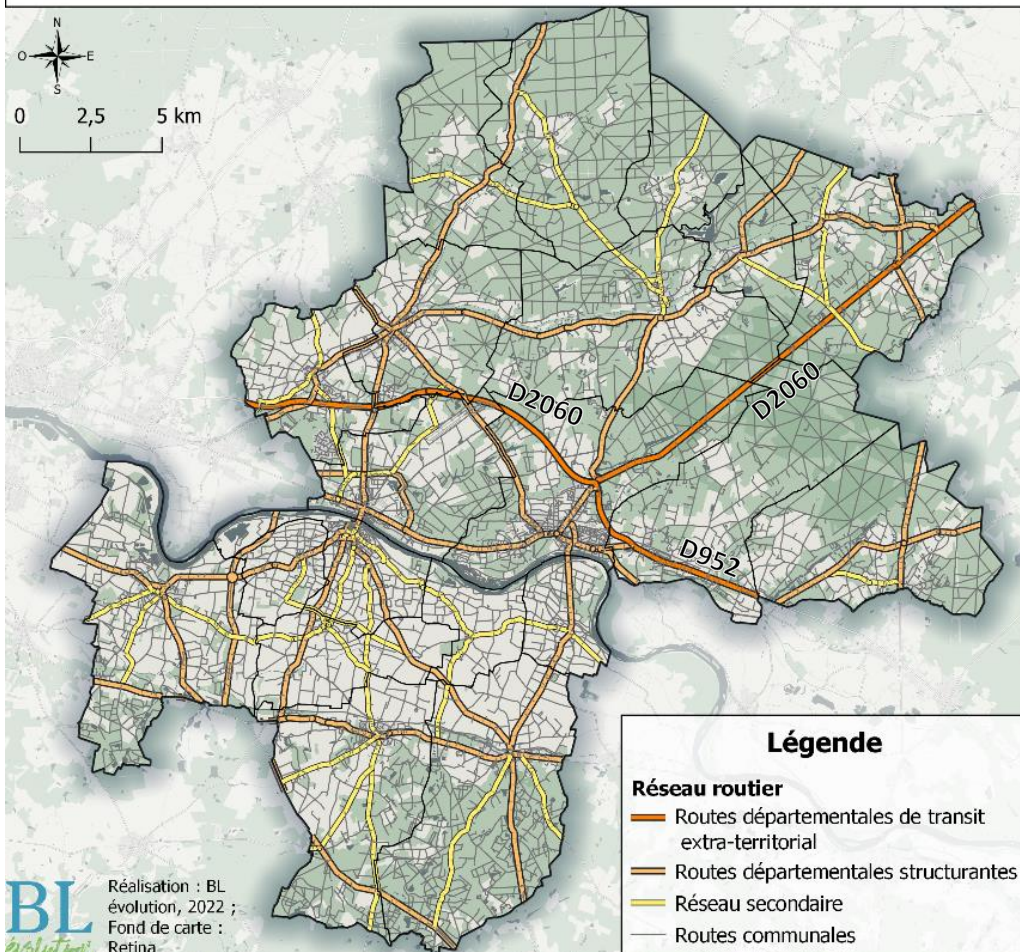 N
O E
S
0 2,5 5 km
D2060
D2060
D952
Légende
Réseau routier
Routes départementales de transit
extra-territorial
Routes départementales structurantes
Réseau secondaire
Routes communales
BL
évolution
Réalisation : BL
évolution, 2022 ;
Fond de carte :
Retina